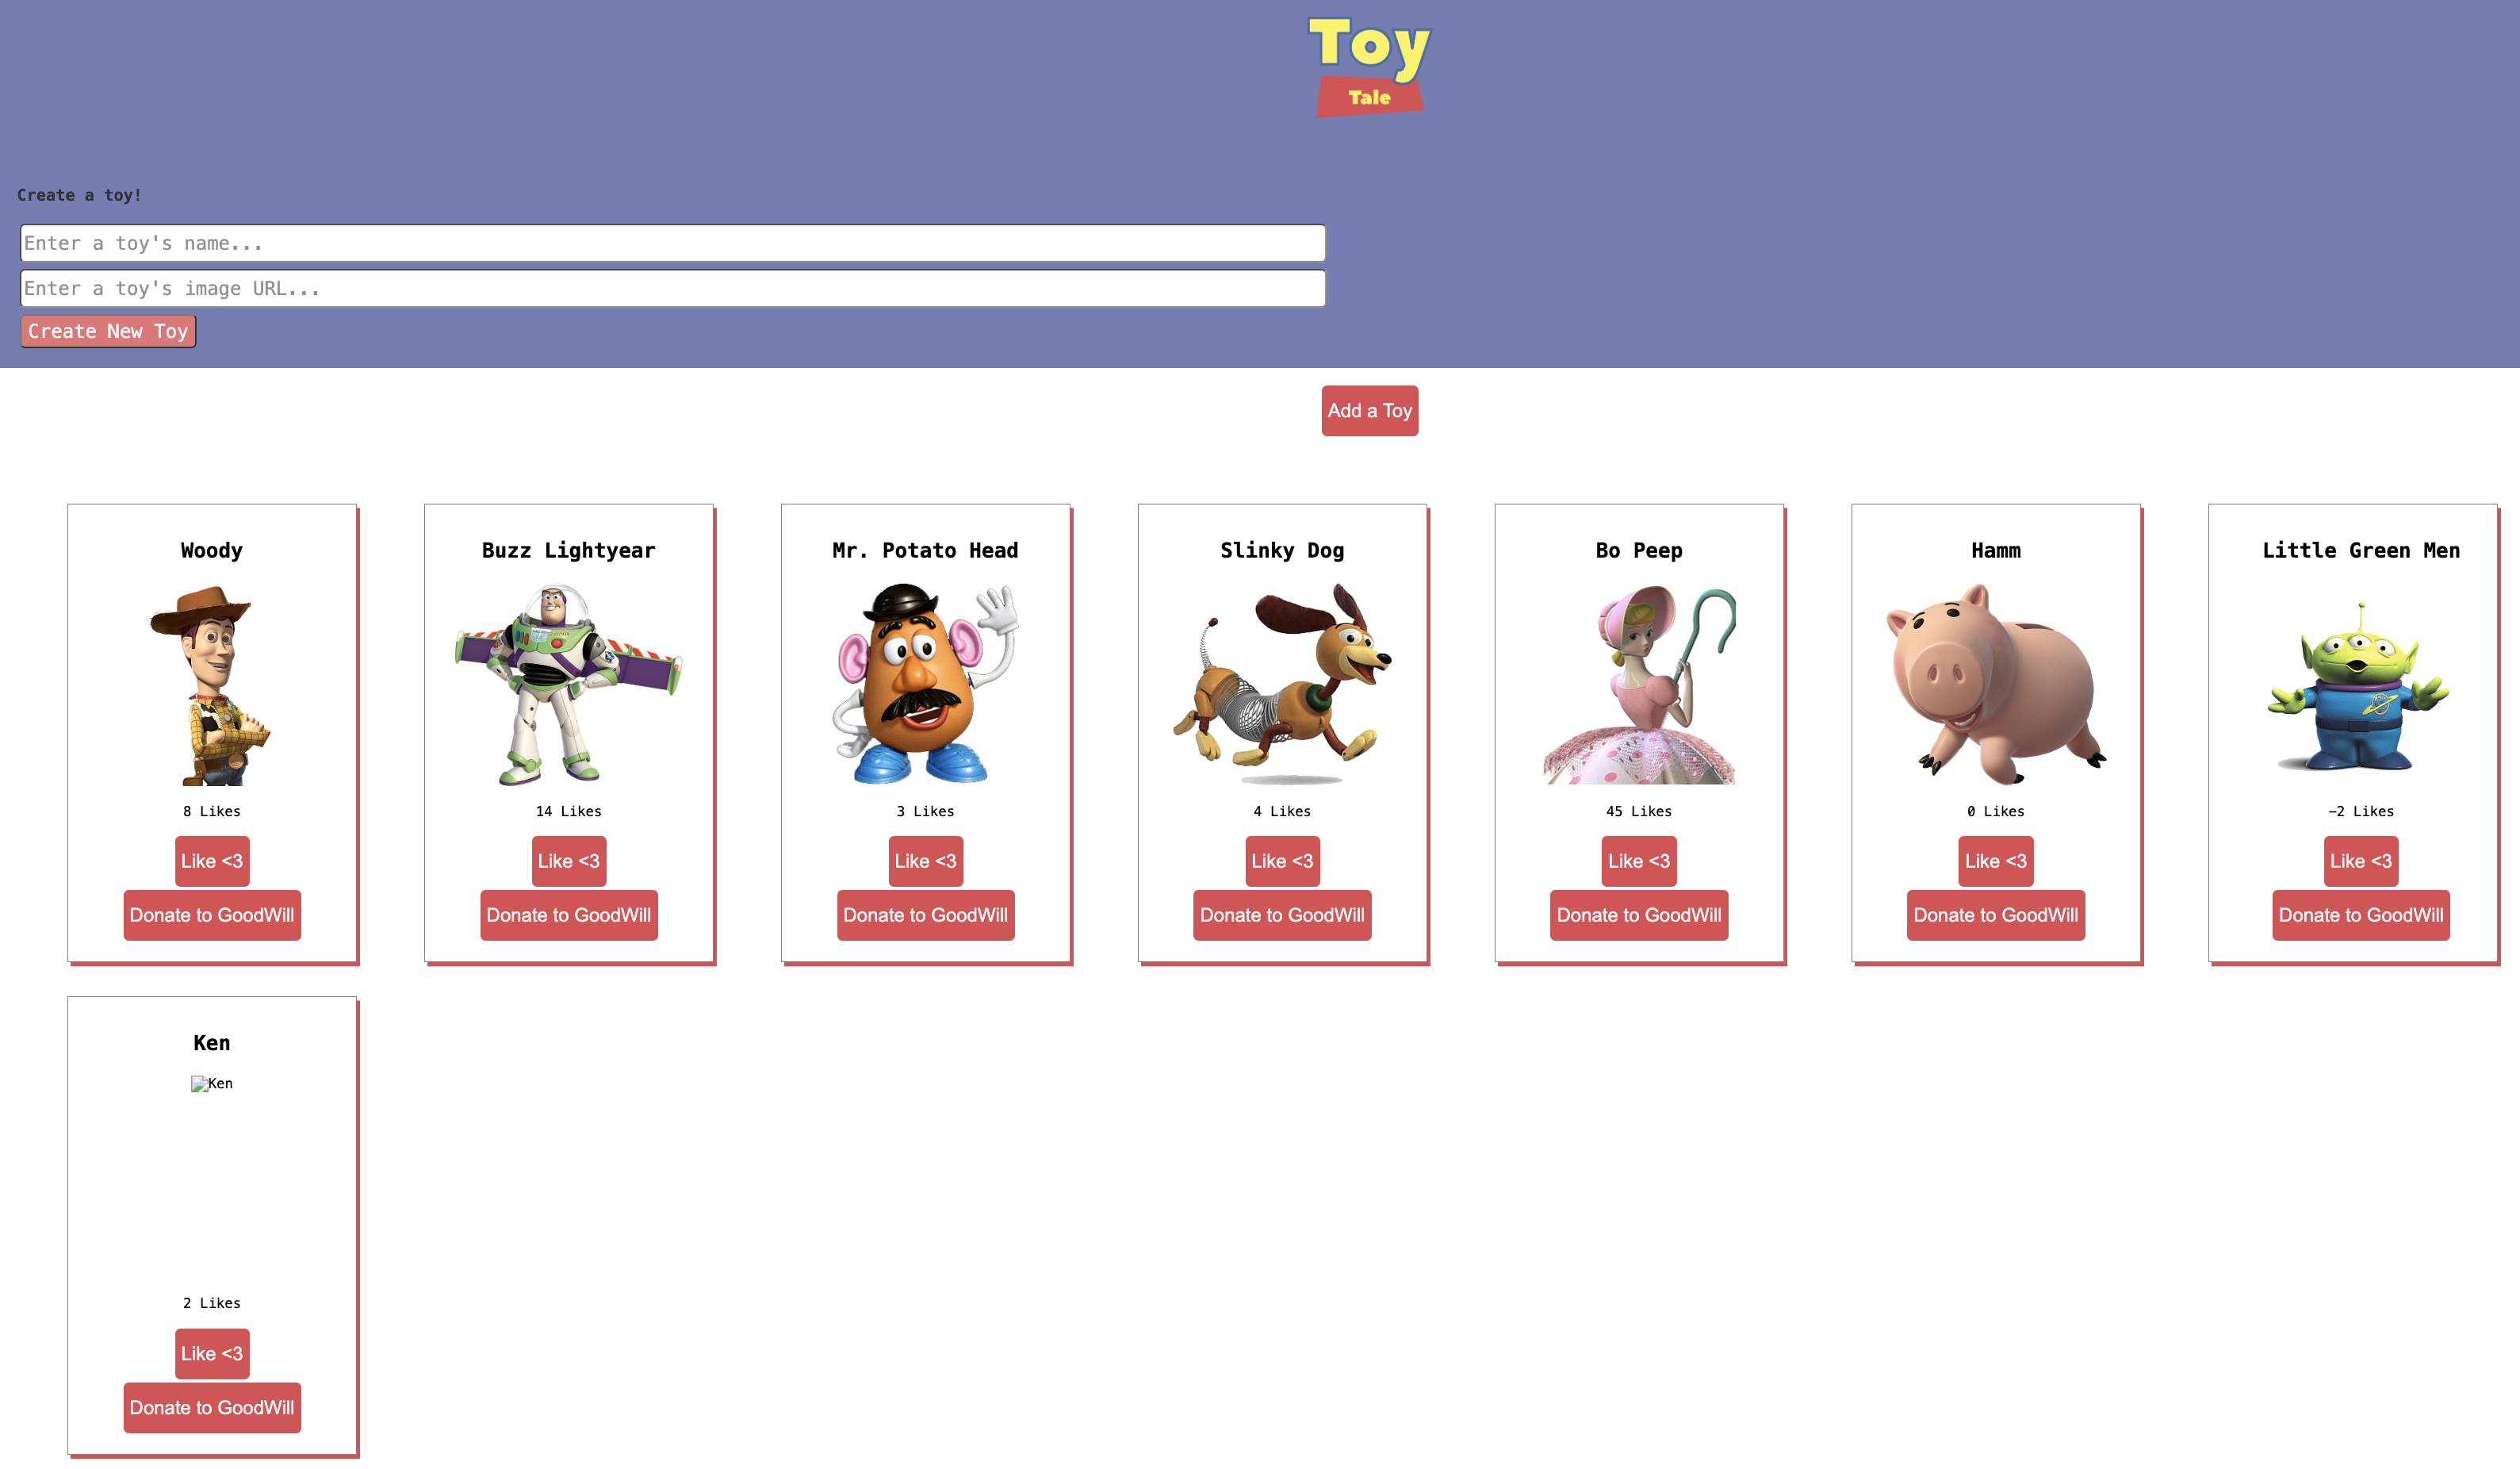 Toy
Tale
Create a toy!
Enter a toy's name...
Enter a toy's image URL...
Create New Toy
Add a Toy
Woody
8 Likes
Like <3
Donate to GoodWill
Buzz Lightyear
14 Likes
Like <3
Donate to GoodWill
Mr. Potato Head
3 Likes
Like <3
Donate to GoodWill
Slinky Dog
4 Likes
Like <3
Donate to GoodWill
Bo Peep
45 Likes
Like <3
Donate to GoodWill
Hamm
0 Likes
Like <3
Donate to GoodWill
Little Green Men
-2 Likes
Like <3
Donate to GoodWill
Ken
Ken
2 Likes
Like <3
Donate to GoodWill